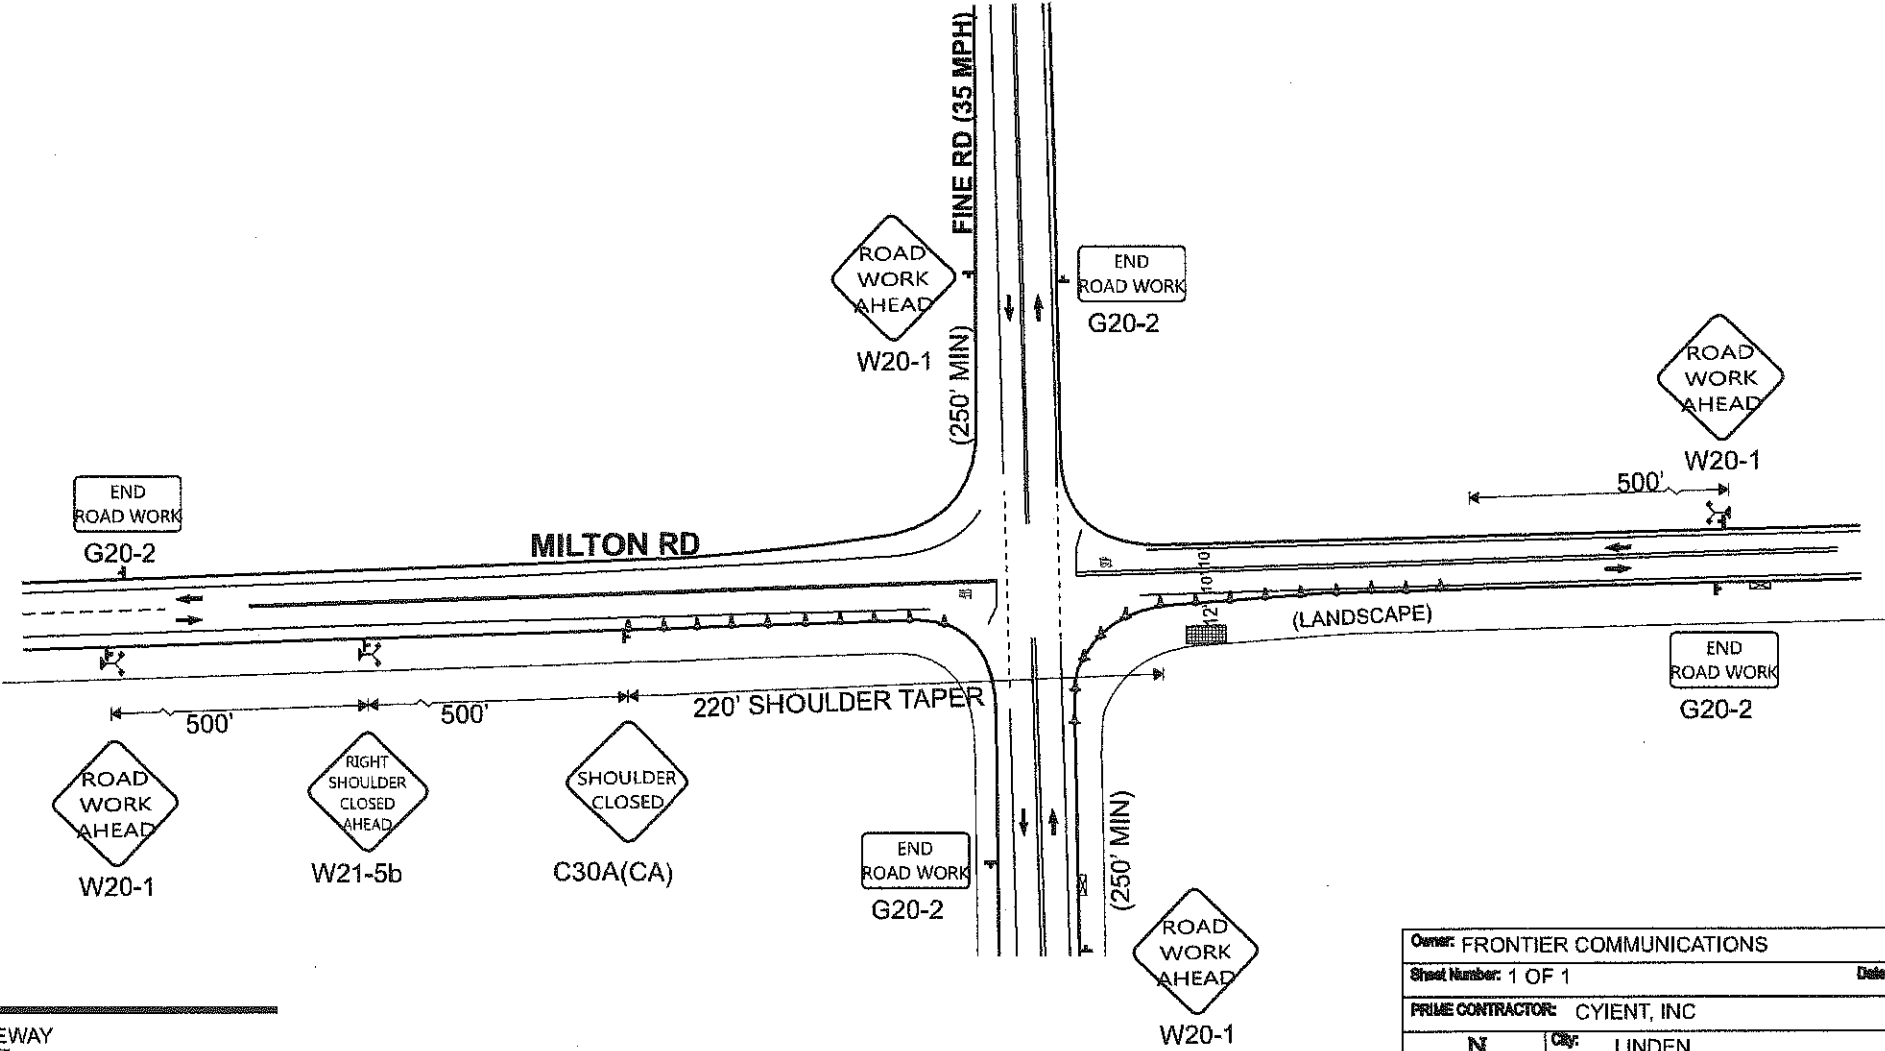 FINE RD (35 MPH)
ROAD
WORK
AHEAD
W20-1
(250' MIN)
END
ROAD WORK
G20-2
ROAD
WORK
AHEAD
W20-1
500'
END
ROAD WORK
G20-2
MILTON RD
10'
10'
12'
(LANDSCAPE)
END
ROAD WORK
G20-2
500'
500'
220' SHOULDER TAPER
ROAD
WORK
AHEAD
W20-1
RIGHT
SHOULDER
CLOSED
AHEAD
W21-5b
SHOULDER
CLOSED
C30A(CA)
END
ROAD WORK
G20-2
(250' MIN)
ROAD
WORK
AHEAD
W20-1
EWAY
Owner: FRONTIER COMMUNICATIONS
Sheet Number: 1 OF 1 Date
PRIME CONTRACTOR: CYIENT, INC
N
City: LINDEN